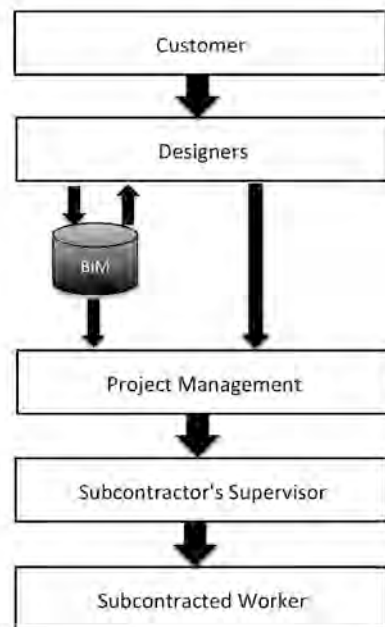 Customer
Designers
BIM
Project Management
Subcontractor's Supervisor
Subcontracted Worker